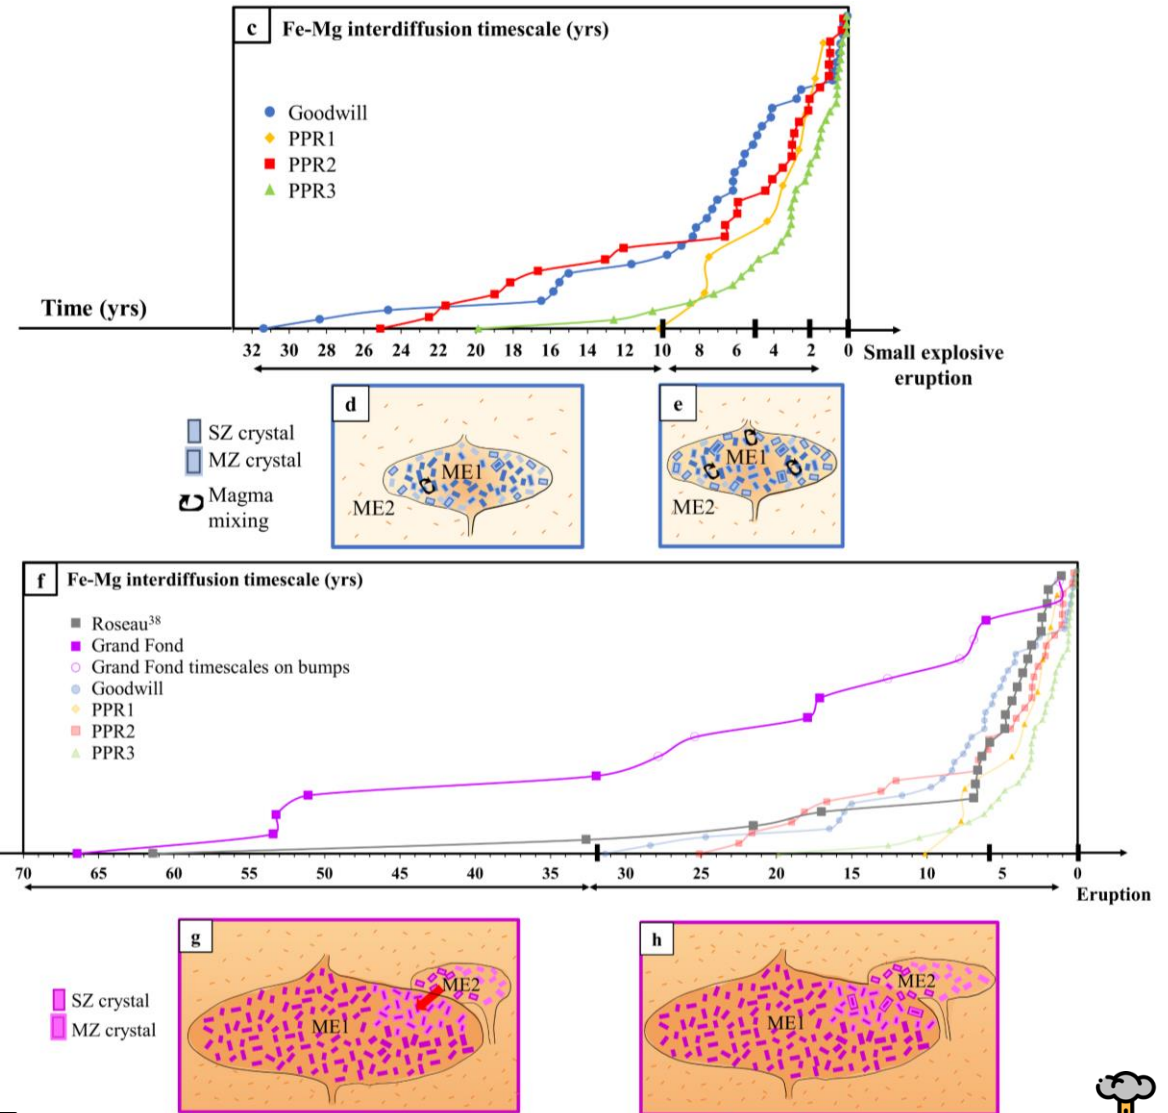 c Fe-Mg interdiffusion timescale (yrs)
Goodwill
PPR1
PPR2
PPR3
Time (yrs)
32 30 28 26 24 22 20 18 16 14 12 10 8 6 4 2 0
Small explosive
eruption
d
e
SZ crystal
MZ crystal
Magma
mixing
ME1
ME2
ME1
ME2
f Fe-Mg interdiffusion timescale (yrs)
Roseau38
Grand Fond
Grand Fond timescales on bumps
Goodwill
PPR1
PPR2
PPR3
70 65 60 55 50 45 40 35 30 25 20 15 10 5 0
Eruption
g
h
SZ crystal
MZ crystal
ME2
ME1
ME2
ME1